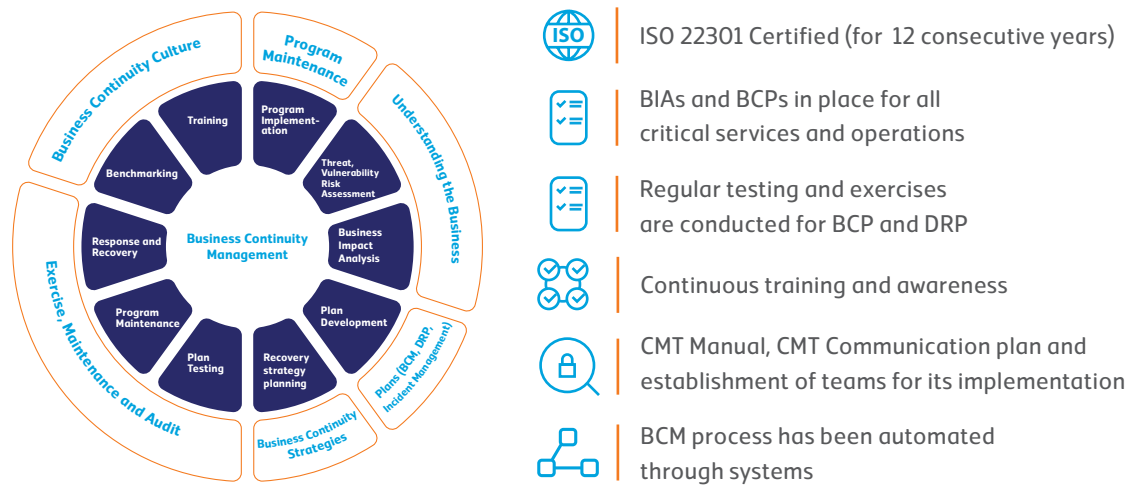 Business Continuity Culture
Program
Maintenance
Understanding the Business
Plans (BCM, DRP,
Incident Management)
Business Continuity
Strategies
Exercise, Maintenance and Audit
Program
Implement-
ation
Threat,
Vulnerability
Risk
Assessment
Business
Impact
Analysis
Plan
Development
Recovery
strategy
planning
Plan
Testing
Program
Maintenance
Response and
Recovery
Benchmarking
Training
Business Continuity
Management
ISO
ISO 22301 Certified (for 12 consecutive years)
BIAs and BCPs in place for all
critical services and operations
Regular testing and exercises
are conducted for BCP and DRP
Continuous training and awareness
CMT Manual, CMT Communication plan and
establishment of teams for its implementation
BCM process has been automated
through systems